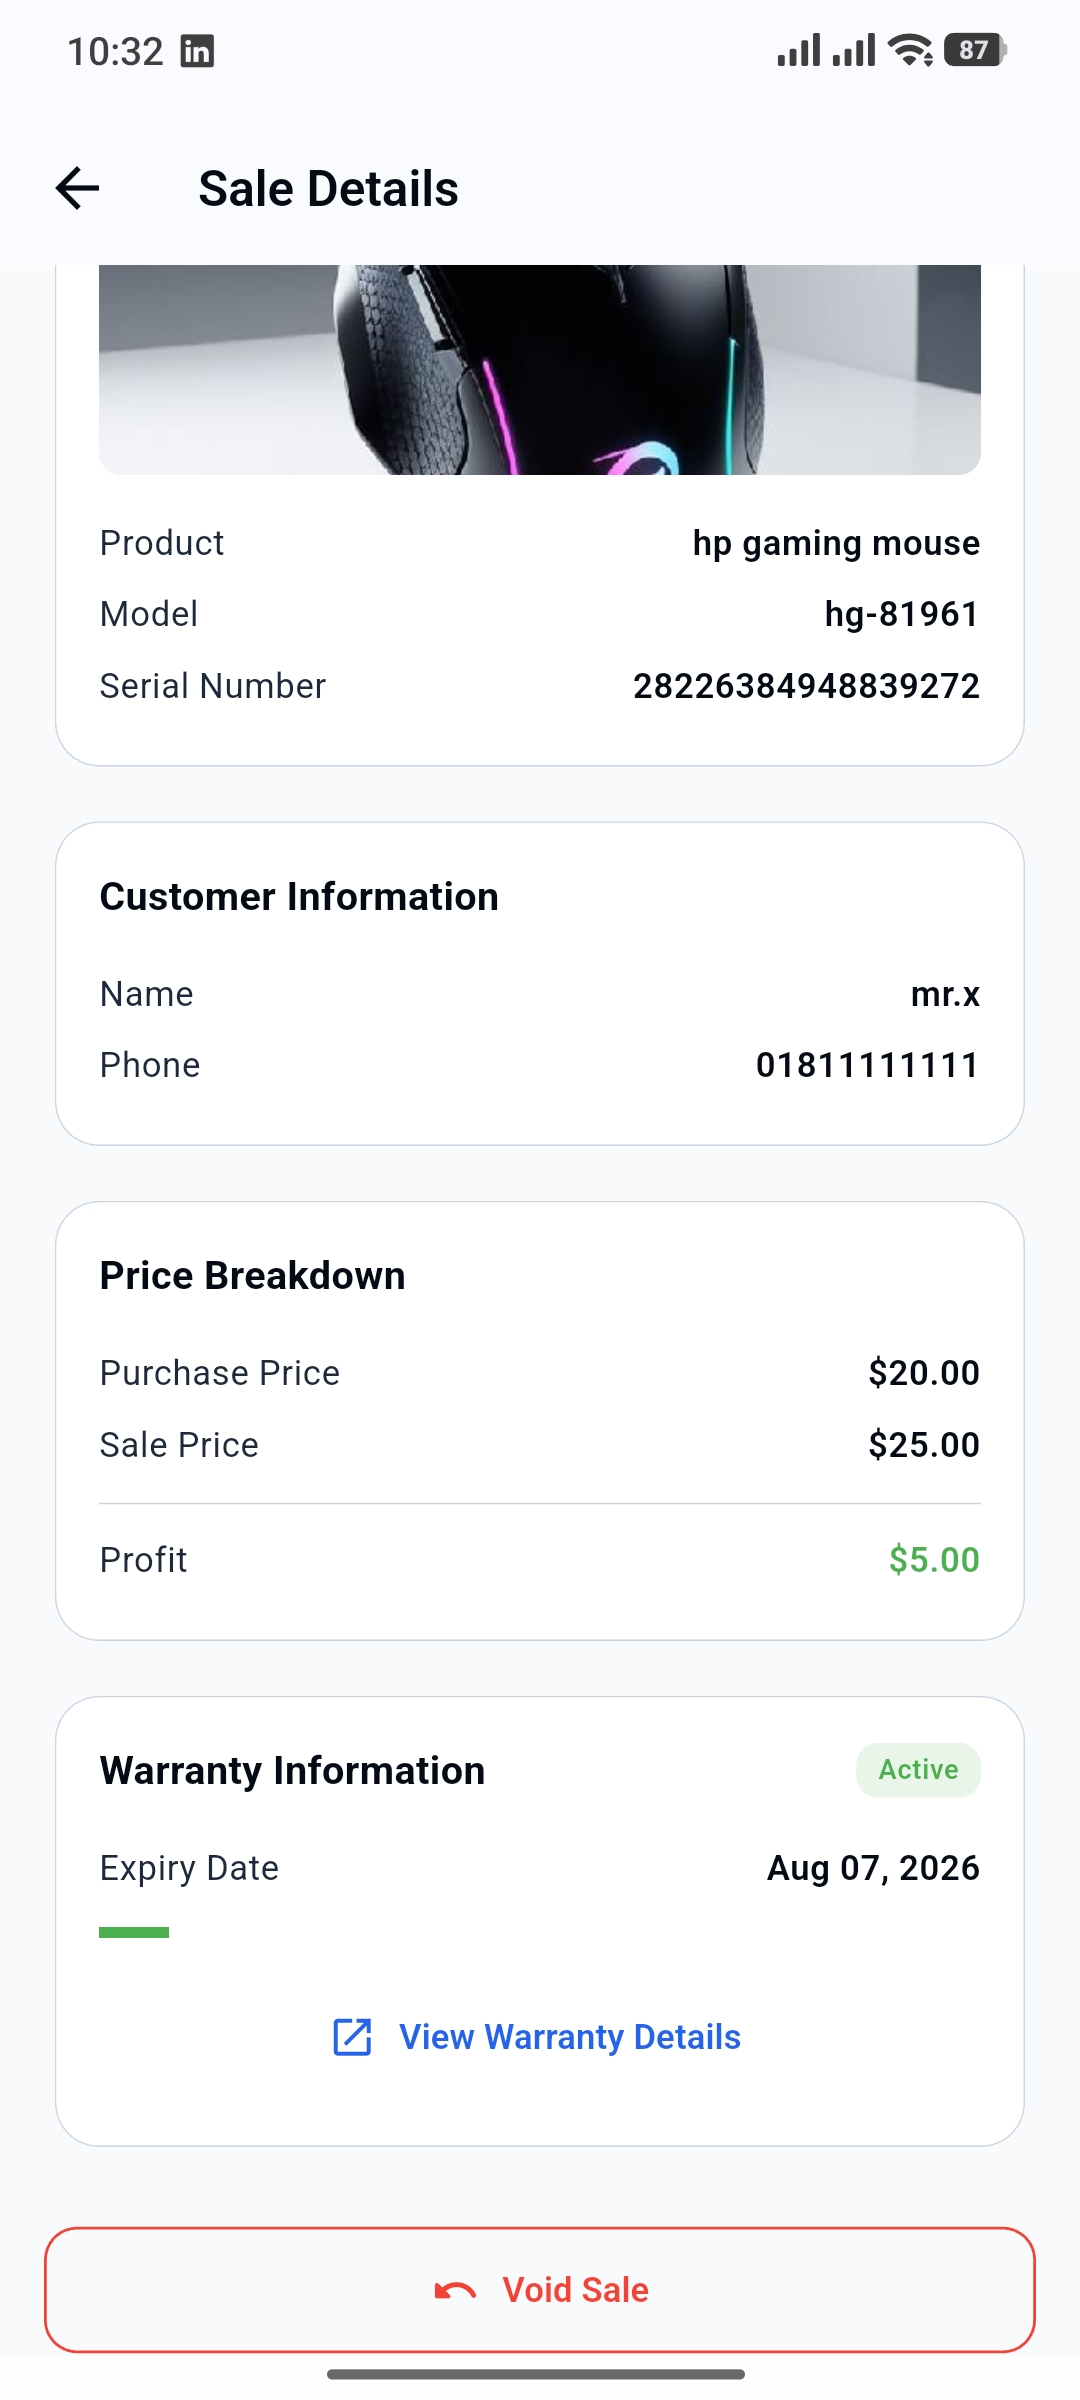 10:32
87
Sale Details
Product hp gaming mouse
Model hg-81961
Serial Number 28226384948839272
Customer Information
Name mr.x
Phone 01811111111
Price Breakdown
Purchase Price $20.00
Sale Price $25.00
Profit $5.00
Warranty Information Active
Expiry Date Aug 07, 2026
View Warranty Details
Void Sale